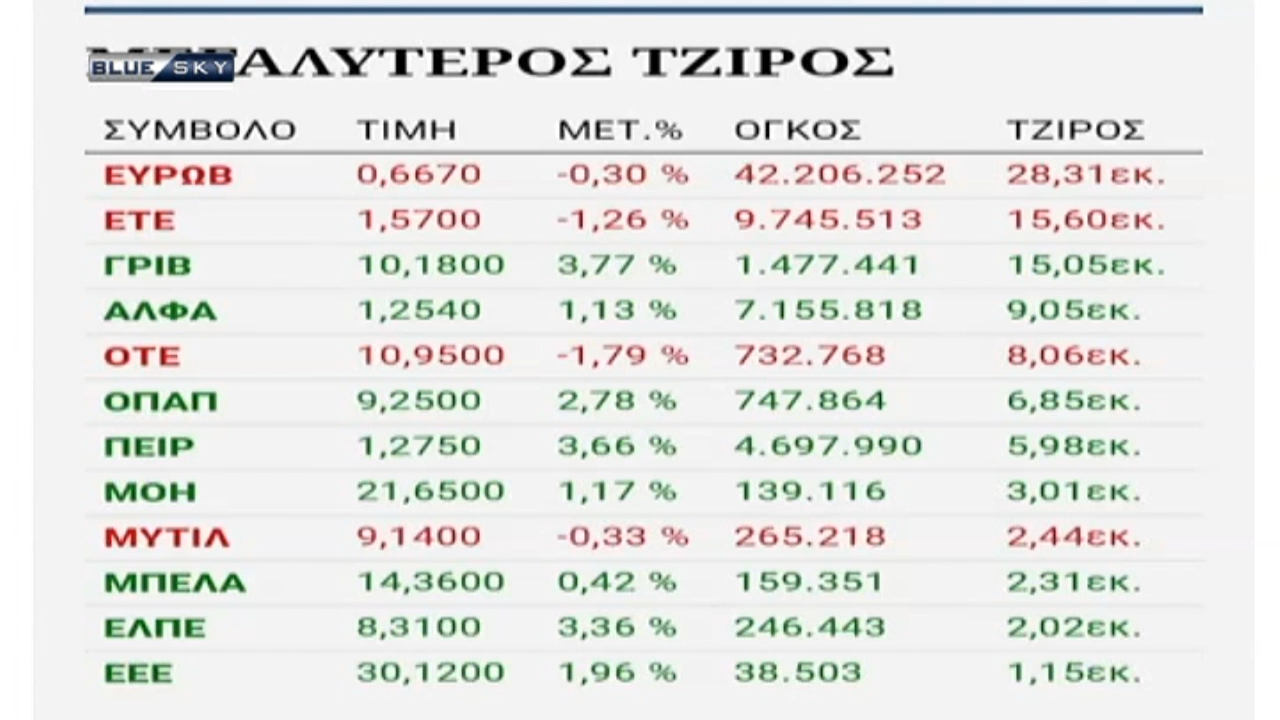 BLUE SKY
ΜΕΓΑΛΥΤΕΡΟΣ ΤΖΙΡΟΣ
ΣΥΜΒΟΛΟ ΤΙΜΗ ΜΕΤ.% ΟΓΚΟΣ ΤΖΙΡΟΣ
ΕΥΡΩΒ 0,6670 -0,30 % 42.206.252 28,31εκ.
ΕΤΕ 1,5700 -1,26 % 9.745.513 15,60εκ.
ΓΡΙΒ 10,1800 3,77 % 1.477.441 15,05εκ.
ΑΛΦΑ 1,2540 1,13 % 7.155.818 9,05εκ.
ΟΤΕ 10,9500 -1,79 % 732.768 8,06εκ.
ΟΠΑΠ 9,2500 2,78 % 747.864 6,85εκ.
ΠΕΙΡ 1,2750 3,66 % 4.697.990 5,98εκ.
ΜΟΗ 21,6500 1,17 % 139.116 3,01εκ.
ΜΥΤΙΛ 9,1400 -0,33 % 265.218 2,44εκ.
ΜΠΕΛΑ 14,3600 0,42 % 159.351 2,31εκ.
ΕΛΠΕ 8,3100 3,36 % 246.443 2,02εκ.
ΕΕΕ 30,1200 1,96 % 38.503 1,15εκ.